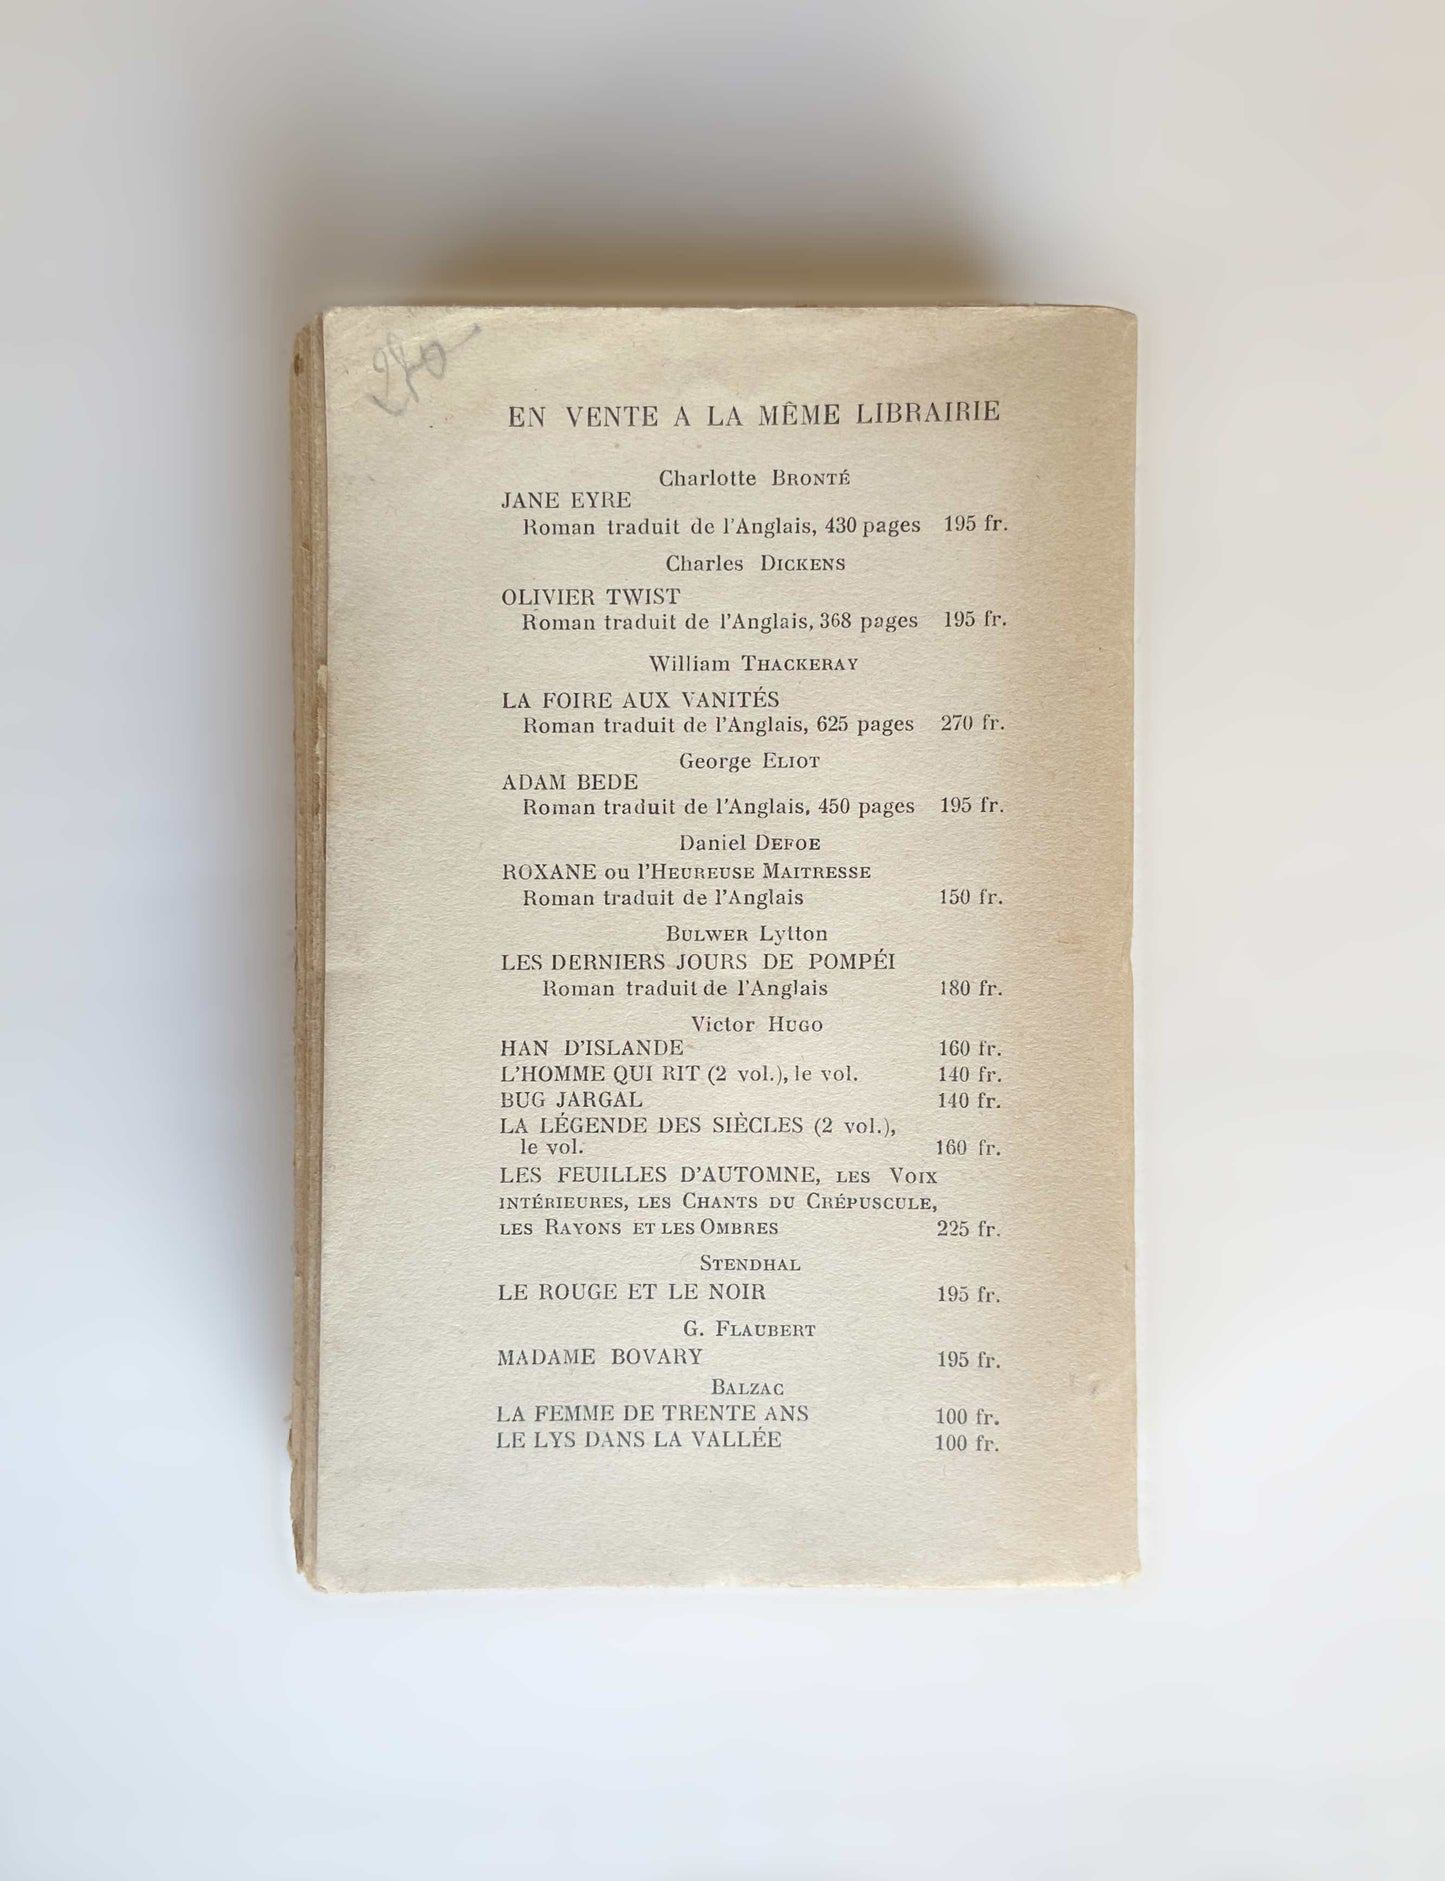 270
EN VENTE A LA MÊME LIBRAIRIE
Charlotte BRONTÉ
JANE EYRE
Roman traduit de l'Anglais, 430 pages 195 fr.
Charles DICKENS
OLIVIER TWIST
Roman traduit de l'Anglais, 368 pages 195 fr.
William THACKERAY
LA FOIRE AUX VANITÉS
Roman traduit de l'Anglais, 625 pages 270 fr.
George ELIOT
ADAM BEDE
Roman traduit de l'Anglais, 450 pages 195 fr.
Daniel DEFOE
ROXANE ou l'HEUREUSE MAITRESSE
Roman traduit de l'Anglais 150 fr.
BULWER Lytton
LES DERNIERS JOURS DE POMPÉI
Roman traduit de l'Anglais 180 fr.
Victor HUGO
HAN D'ISLANDE 160 fr.
L'HOMME QUI RIT (2 vol.), le vol. 140 fr.
BUG JARGAL 140 fr.
LA LÉGENDE DES SIÈCLES (2 vol.),
le vol. 160 fr.
LES FEUILLES D'AUTOMNE, LES VOIX
INTÉRIEURES, LES CHANTS DU CRÉPUSCULE,
LES RAYONS ET LES OMBRES 225 fr.
STENDHAL
LE ROUGE ET LE NOIR 195 fr.
G. FLAUBERT
MADAME BOVARY 195 fr.
BALZAC
LA FEMME DE TRENTE ANS 100 fr.
LE LYS DANS LA VALLÉE 100 fr.